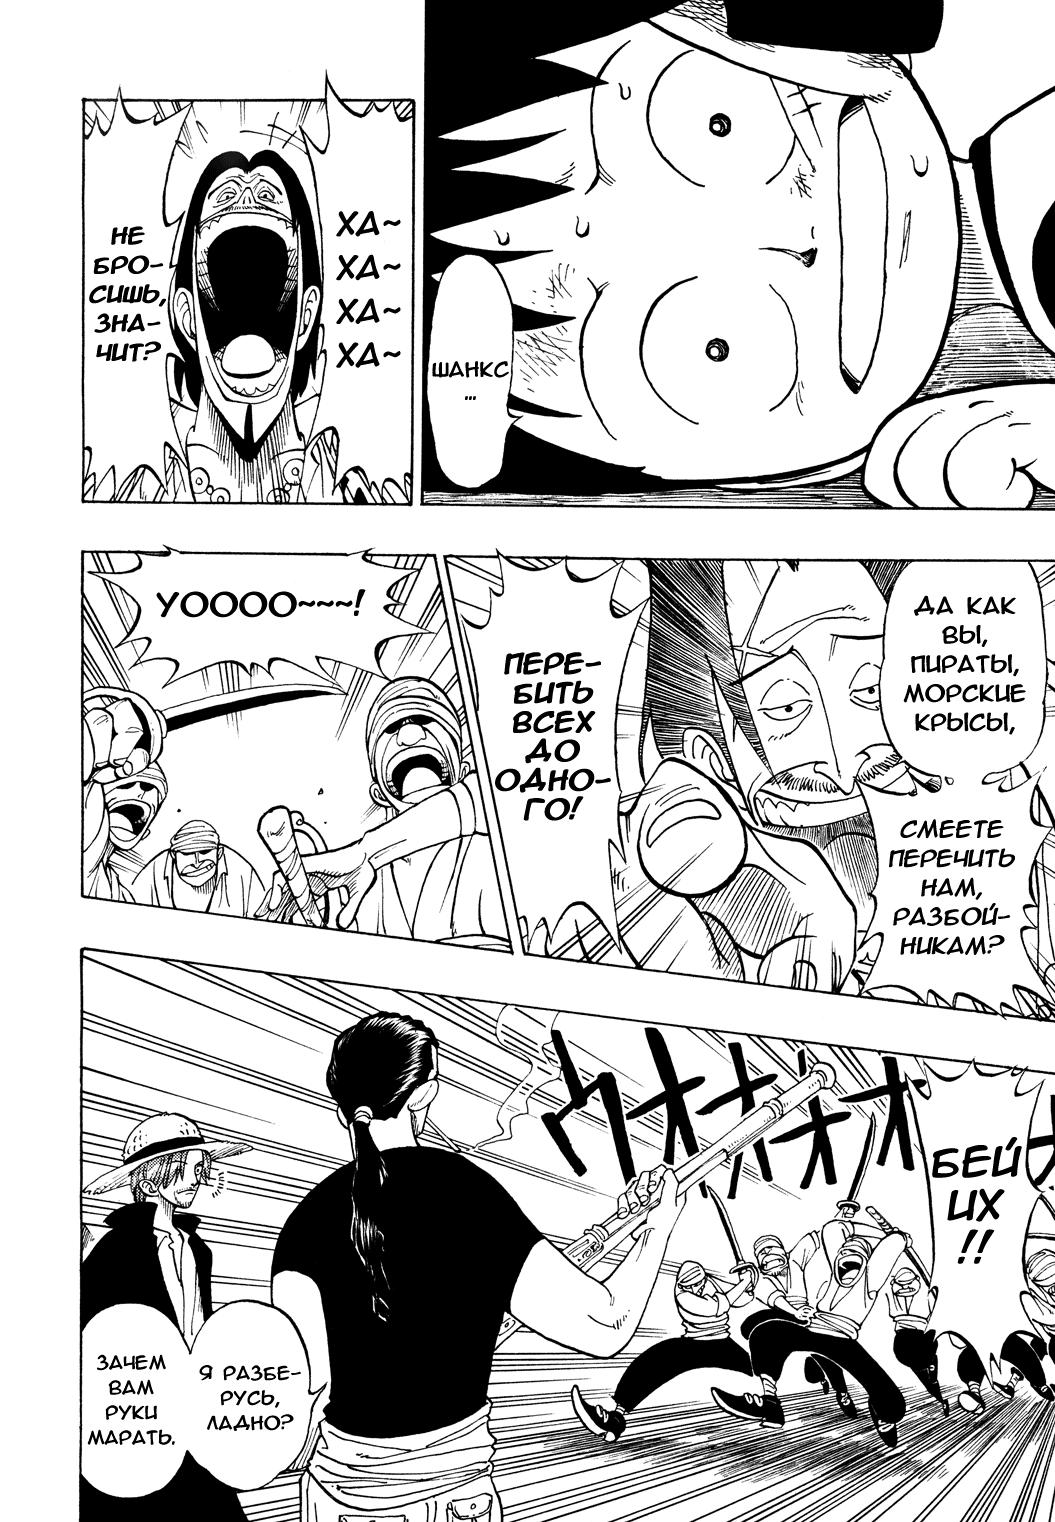 ШАНКС
...
ХА~
ХА~
ХА~
ХА~
НЕ
БРО-
СИШЬ,
ЗНА-
ЧИТ?
ДА КАК
ВЫ,
ПИРАТЫ,
МОРСКИЕ
КРЫСЫ,
СМЕЕТЕ
ПЕРЕЧИТЬ
НАМ,
РАЗБОЙ-
НИКАМ?
ПЕРЕ-
БИТЬ
ВСЕХ
ДО
ОДНО-
ГО!
УОООО~~~!
БЕЙ
ИХ
!!
ウオオオオオ
Я РАЗБЕ-
РУСЬ,
ЛАДНО?
ЗАЧЕМ
ВАМ
РУКИ
МАРАТЬ.